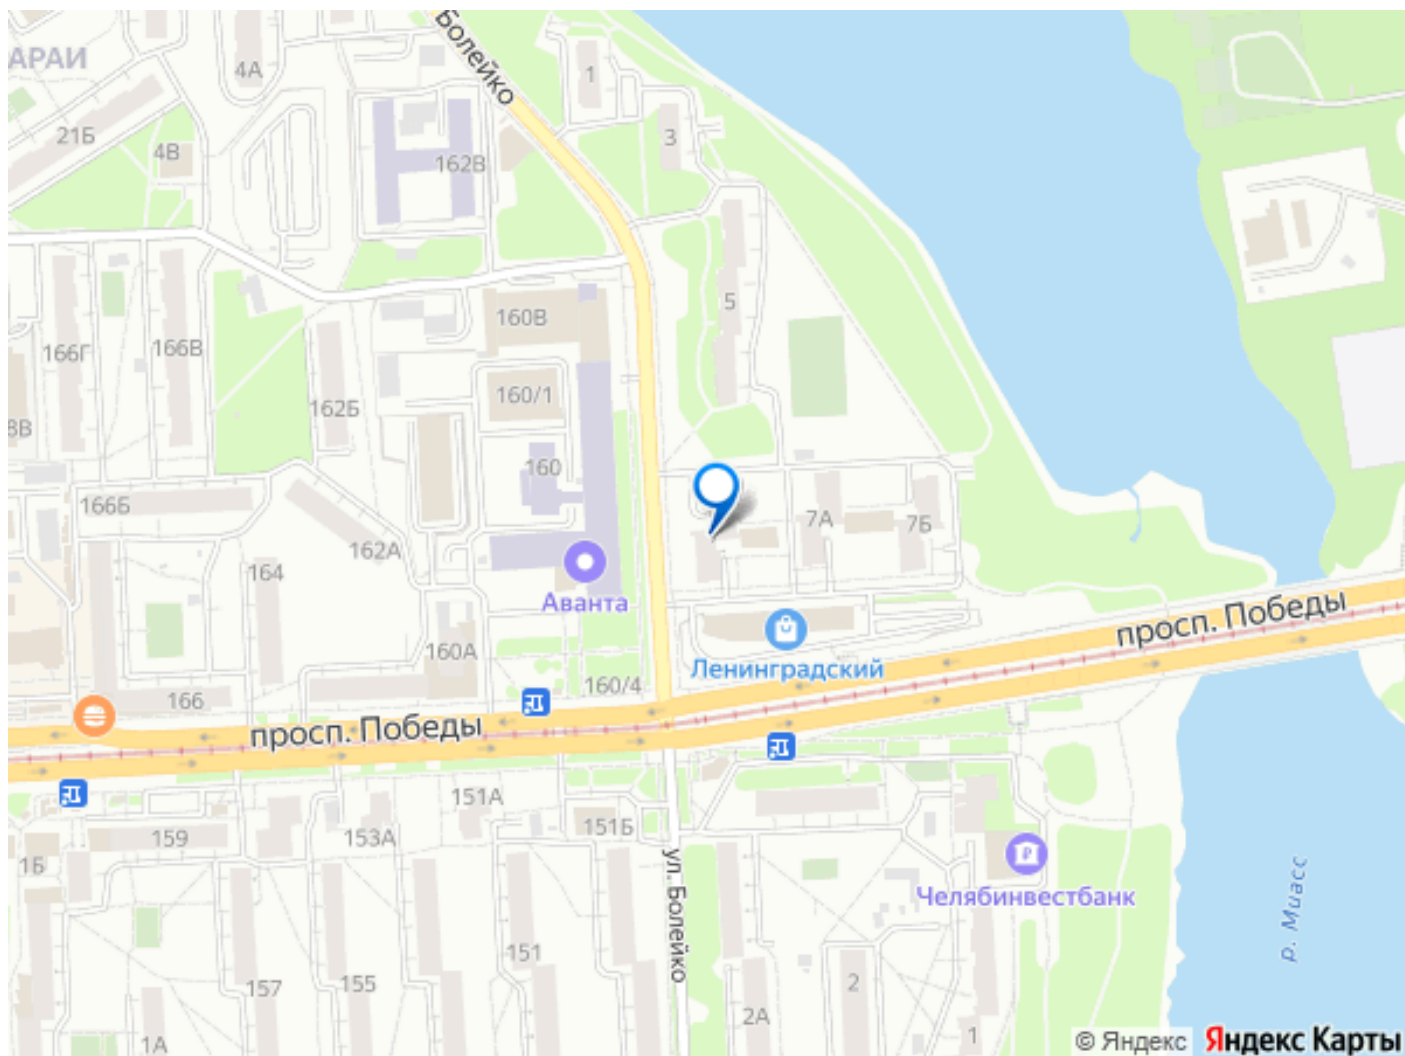 Болейко
АРАИ
4А
1
21Б
3
4В
162В
5
160В
166Г
166В
160/1
162Б
8В
160
166Б
7А
7Б
162А
164
Аванта
просп. Победы
160А
Ленинградский
160/4
166
просп. Победы
151А
151Б
159
153А
1Б
ул. Болейко
Челябинвестбанк
р. Миасс
151
157
155
2
2А
1А
1
© Яндекс Яндекс Карты